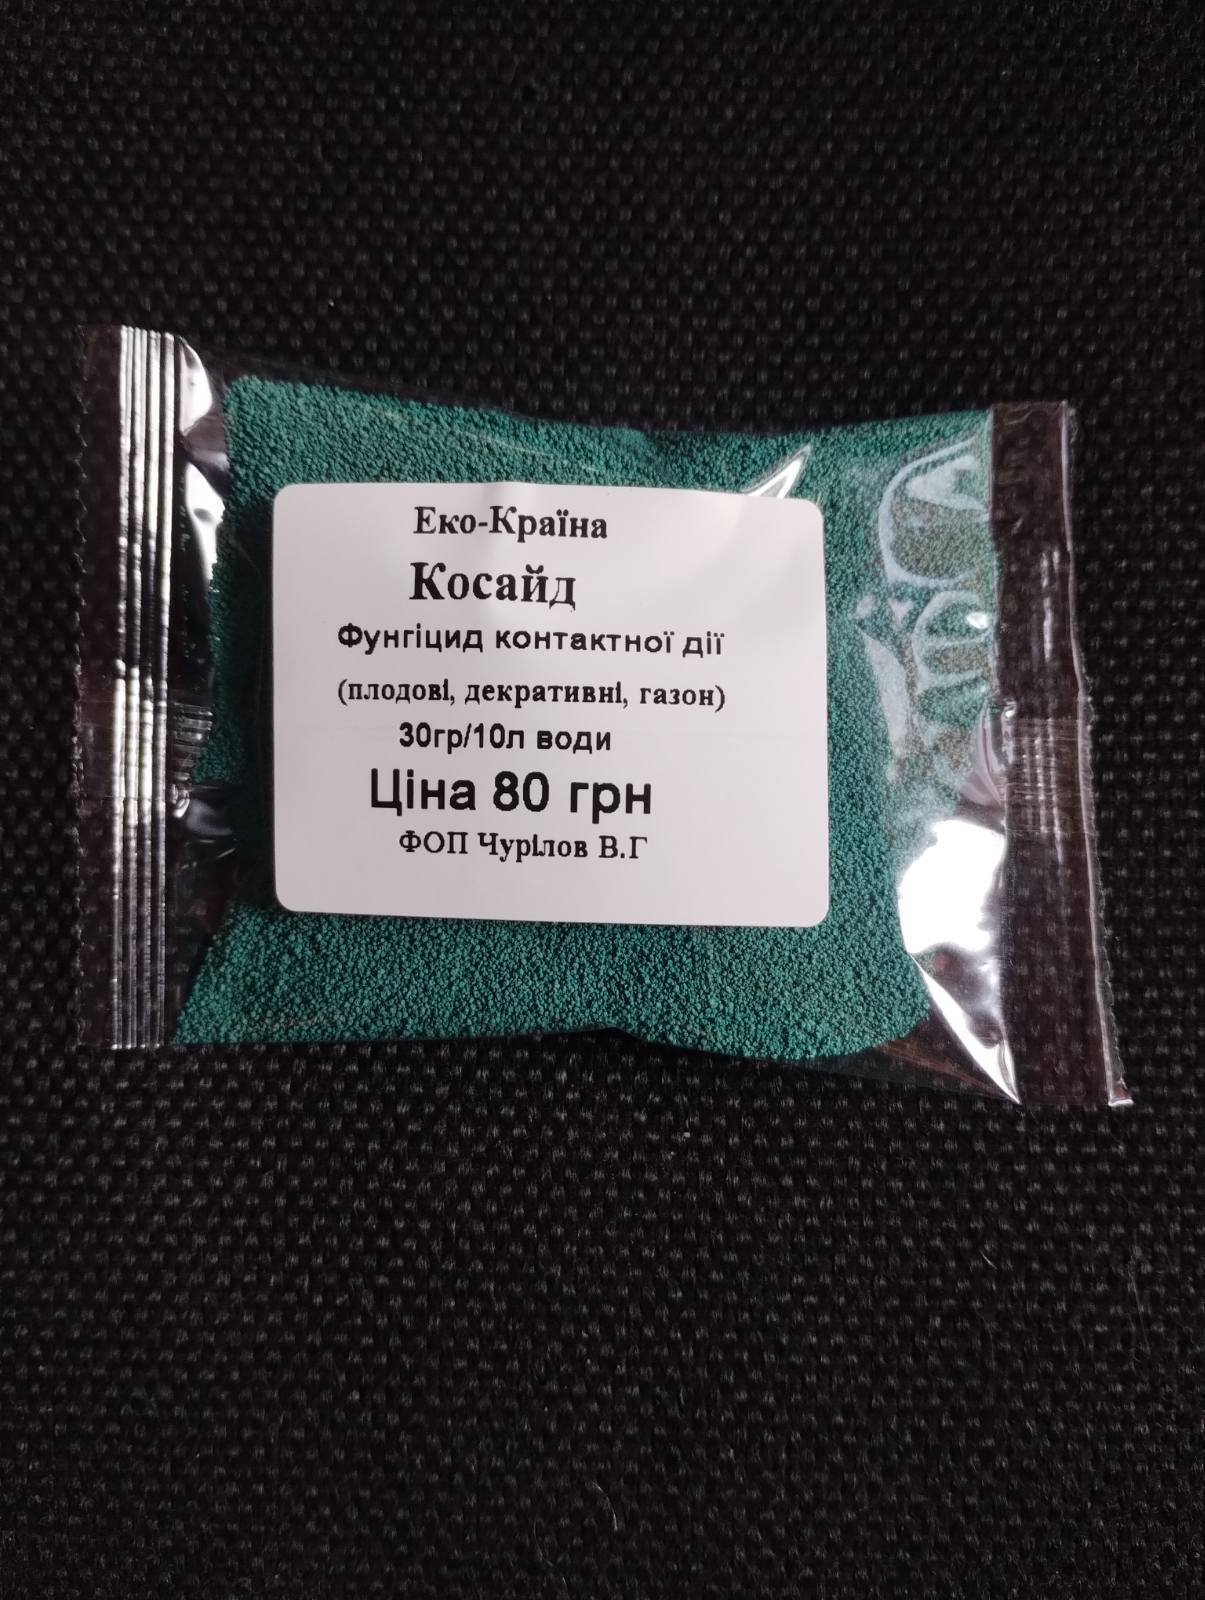 Еко-Країна
Косайд
Фунгіцид контактної дії
(плодові, декративні, газон)
30гр/10л води
Ціна 80 грн
ФОП Чурілов В.Г